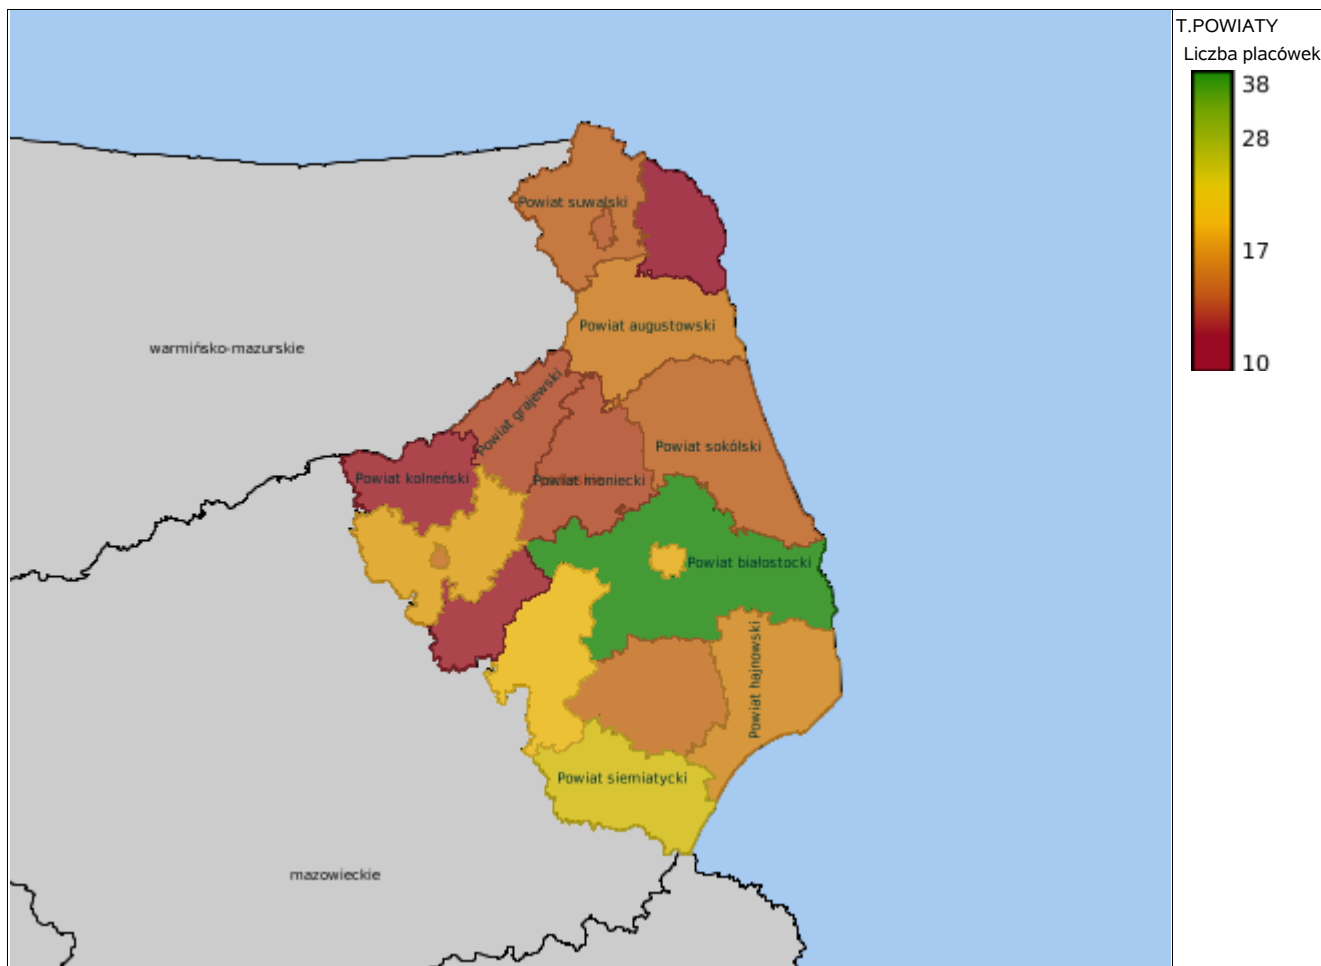 T.POWIATY
Liczba placówek
38
28
17
10
Powiat suwalski
Powiat augustowski
warmińsko-mazurskie
Powiat grajewski
Powiat sokólski
Powiat kolneński
Powiat moniecki
Powiat białostocki
Powiat hajnowski
Powiat siemiatycki
mazowieckie